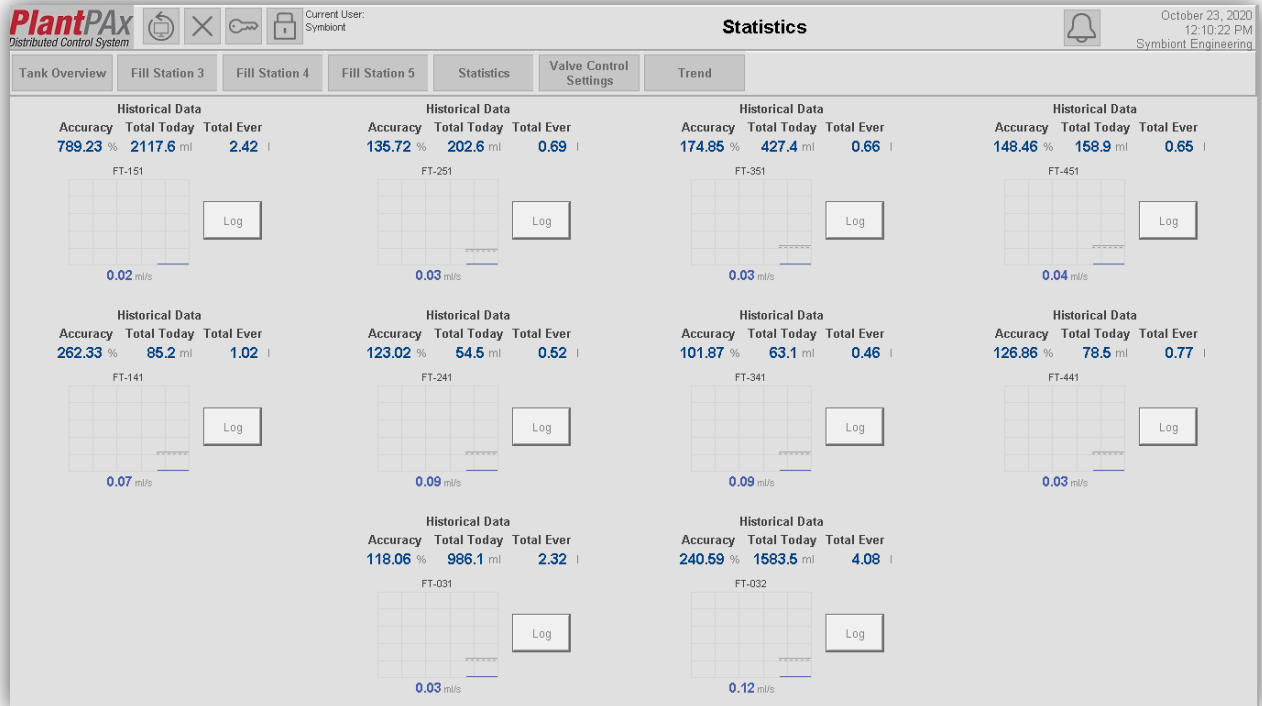 PlantPAx
Distributed Control System
Current User:
Symbiont
Statistics
October 23, 2020
12:10:22 PM
Symbiont Engineering
Tank Overview Fill Station 3 Fill Station 4 Fill Station 5 Statistics Valve Control Settings Trend
Historical Data Historical Data Historical Data Historical Data
Accuracy Total Today Total Ever Accuracy Total Today Total Ever Accuracy Total Today Total Ever Accuracy Total Today Total Ever
789.23 % 2117.6 ml 2.42 l 135.72 % 202.6 ml 0.69 l 174.85 % 427.4 ml 0.66 l 148.46 % 158.9 ml 0.65 l
FT-151 FT-251 FT-351 FT-451
Log Log Log Log
0.02 ml/s 0.03 ml/s 0.03 ml/s 0.04 ml/s
Historical Data Historical Data Historical Data Historical Data
Accuracy Total Today Total Ever Accuracy Total Today Total Ever Accuracy Total Today Total Ever Accuracy Total Today Total Ever
262.33 % 85.2 ml 1.02 l 123.02 % 54.5 ml 0.52 l 101.87 % 63.1 ml 0.46 l 126.86 % 78.5 ml 0.77 l
FT-141 FT-241 FT-341 FT-441
Log Log Log Log
0.07 ml/s 0.09 ml/s 0.09 ml/s 0.03 ml/s
Historical Data Historical Data
Accuracy Total Today Total Ever Accuracy Total Today Total Ever
118.06 % 986.1 ml 2.32 l 240.59 % 1583.5 ml 4.08 l
FT-031 FT-032
Log Log
0.03 ml/s 0.12 ml/s